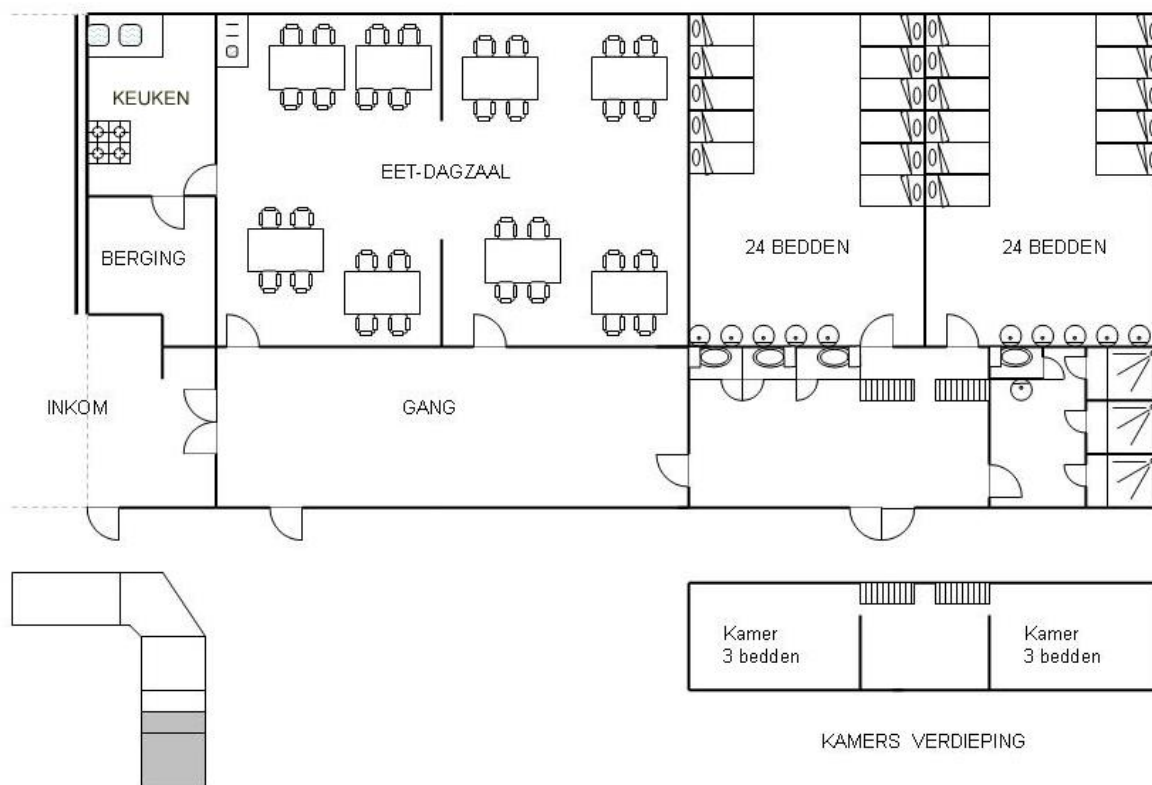 KEUKEN
EET-DAGZAAL
BERGING
24 BEDDEN
24 BEDDEN
INKOM
GANG
Kamer
3 bedden
Kamer
3 bedden
KAMERS VERDIEPING